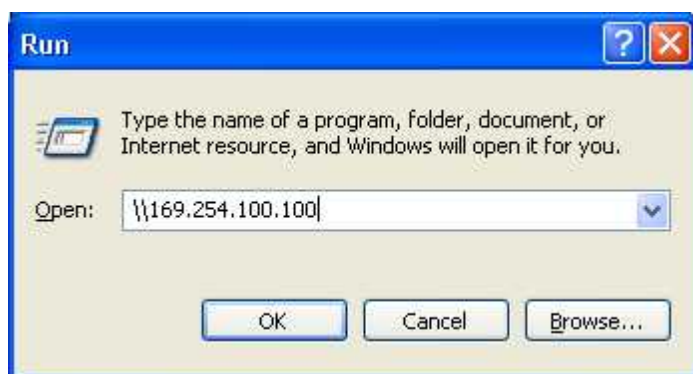 Run
Type the name of a program, folder, document, or
Internet resource, and Windows will open it for you.
Open: \\169.254.100.100
OK Cancel Browse...